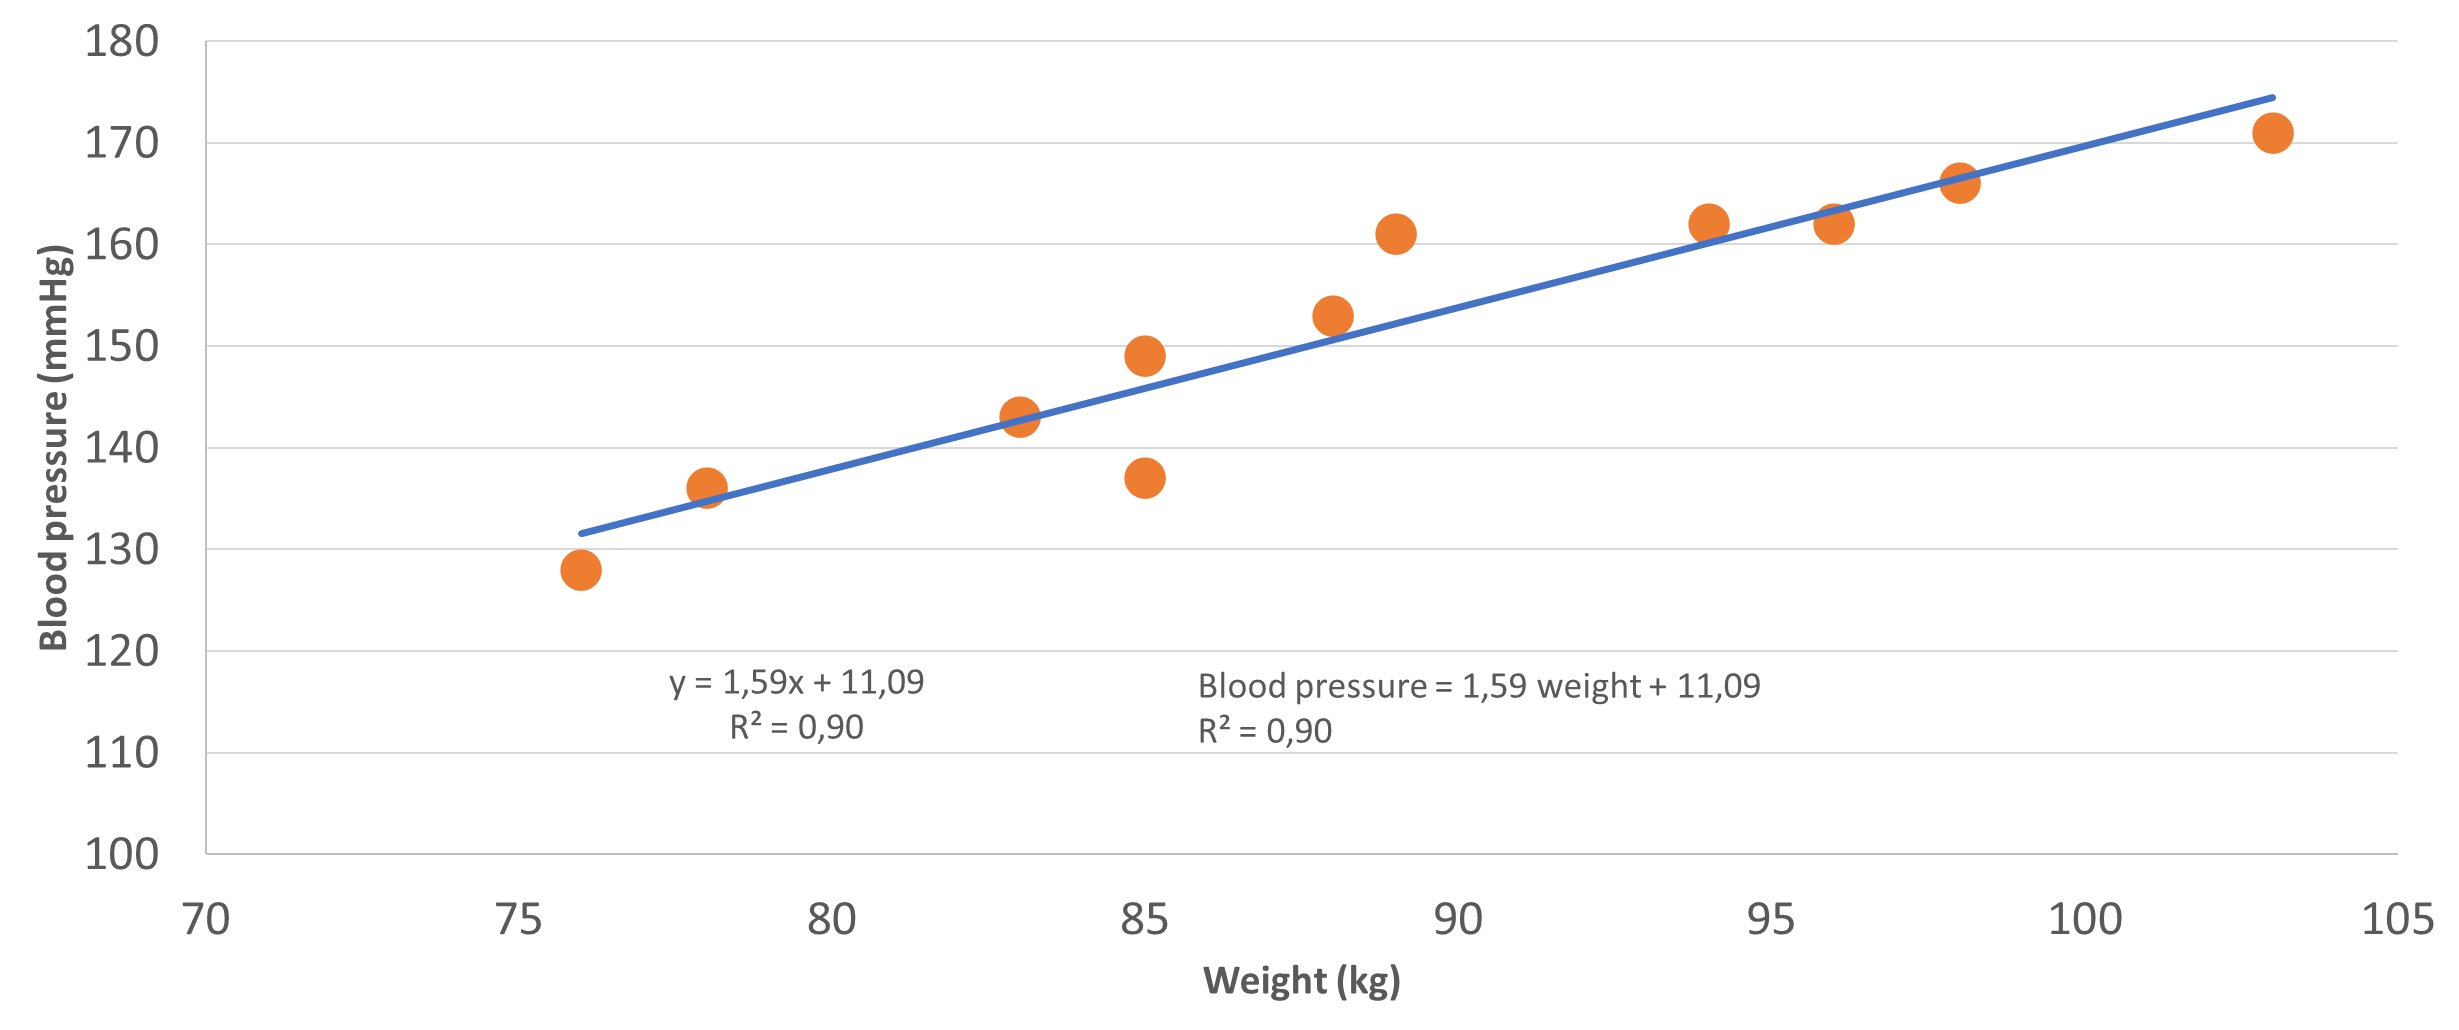 180
170
160
150
140
130
120
110
100
Blood pressure (mmHg)
y = 1,59x + 11,09
R² = 0,90
Blood pressure = 1,59 weight + 11,09
R² = 0,90
70 75 80 85 90 95 100 105
Weight (kg)